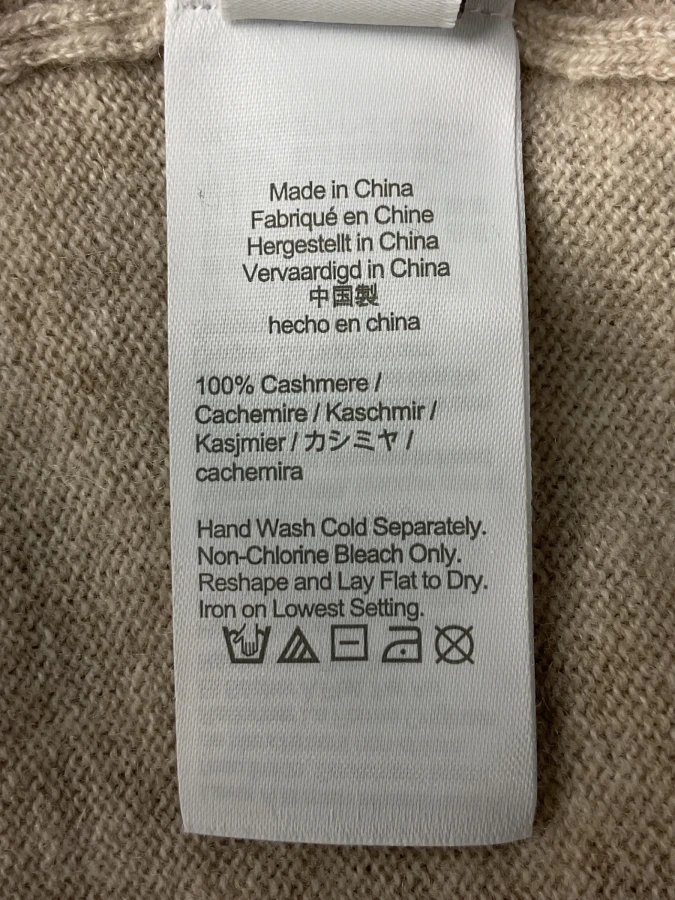 Made in China
Fabriqué en Chine
Hergestellt in China
Vervaardigd in China
中国製
hecho en china
100% Cashmere /
Cachemire / Kaschmir /
Kasjmier / カシミヤ /
cachemira
Hand Wash Cold Separately.
Non-Chlorine Bleach Only.
Reshape and Lay Flat to Dry.
Iron on Lowest Setting.